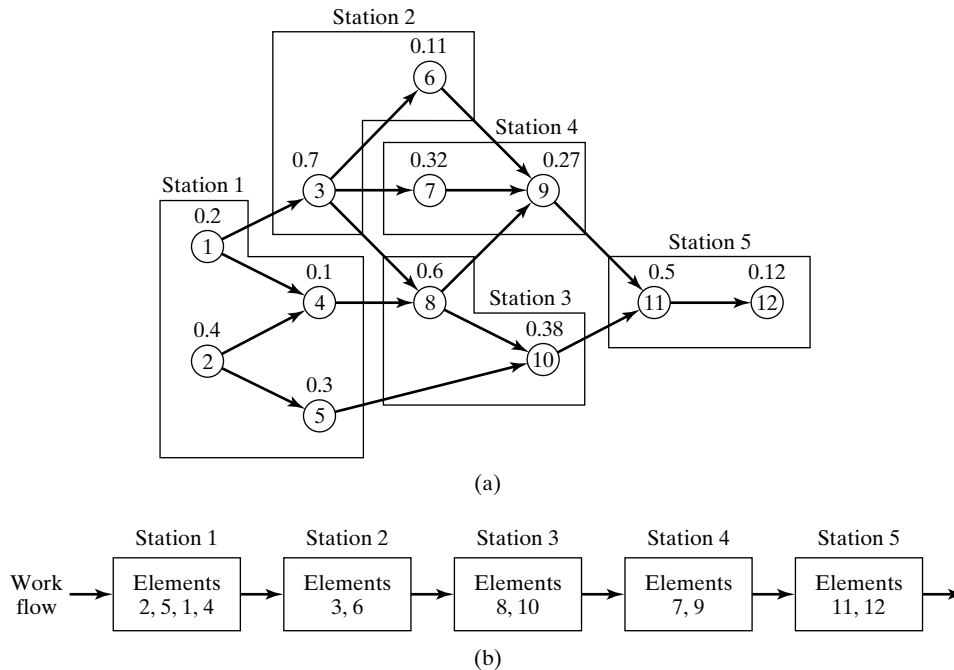 Station 2
0.11
6
Station 4
0.7
0.32
0.27
3
7
9
Station 1
0.2
1
Station 5
0.1
0.6
0.5
0.12
4
8
Station 3
11
12
0.4
0.38
2
10
0.3
5
(a)
Station 1
Station 2
Station 3
Station 4
Station 5
Work
flow
Elements
2, 5, 1, 4
Elements
3, 6
Elements
8, 10
Elements
7, 9
Elements
11, 12
(b)